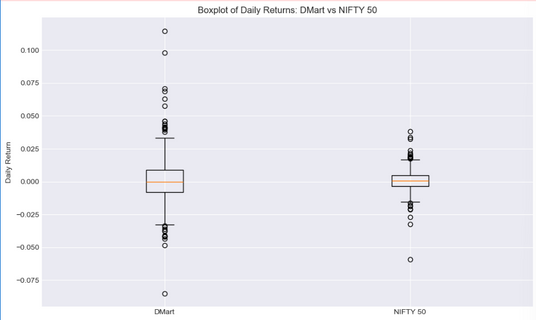 Boxplot of Daily Returns: DMart vs NIFTY 50
Daily Return
0.100
0.075
0.050
0.025
0.000
−0.025
−0.050
−0.075
DMart
NIFTY 50